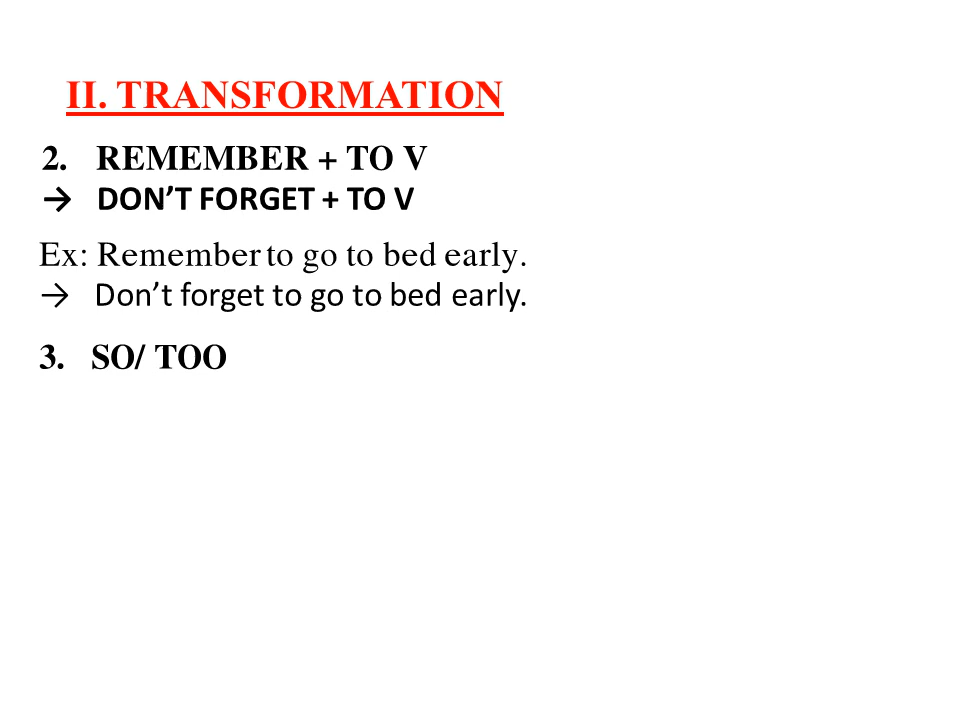 II. TRANSFORMATION
2. REMEMBER + TO V
→ DON’T FORGET + TO V
Ex: Remember to go to bed early.
→ Don’t forget to go to bed early.
3. SO/ TOO